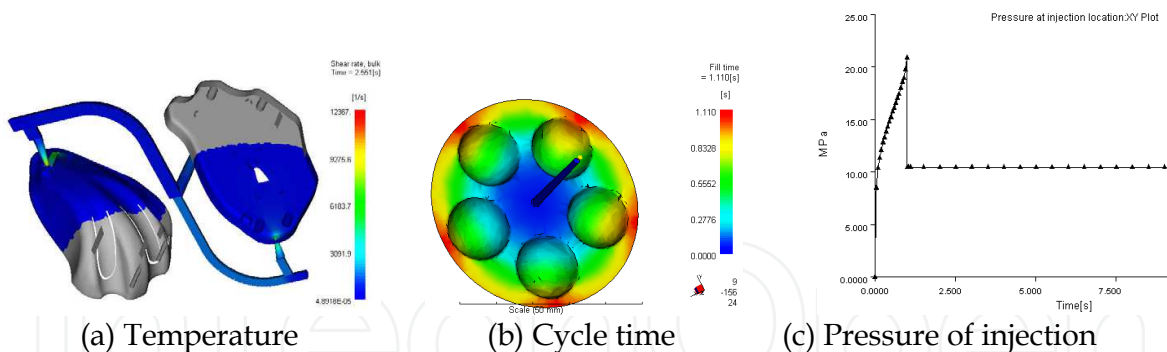 Shear rate, bulk
Time = 2.551[s]
[1/s]
12367.
9275.6
6183.7
3091.9
4.8918E-05
Fill time
= 1.110[s]
[s]
1.110
0.8328
0.5552
0.2776
0.0000
9
-156
24
Scale (50 mm)
Pressure at injection location:XY Plot
25.00
20.00
15.00
10.00
5.000
0.0000
MPa
0.0000 2.500 5.000 7.500
Time[s]
(a) Temperature
(b) Cycle time
(c) Pressure of injection